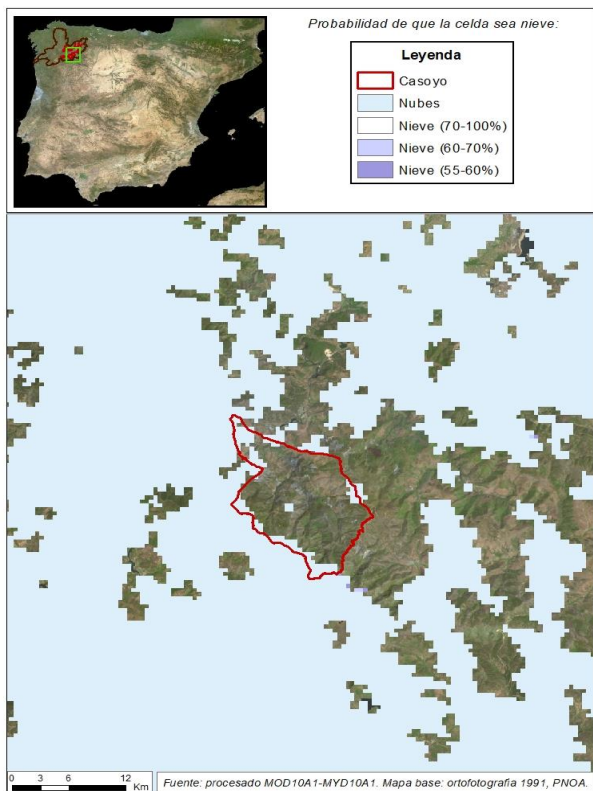 Probabilidad de que la celda sea nieve:
Leyenda
Casoyo
Nubes
Nieve (70-100%)
Nieve (60-70%)
Nieve (55-60%)
0 3 6 12
Km
Fuente: procesado MOD10A1-MYD10A1. Mapa base: ortofotografia 1991, PNOA.